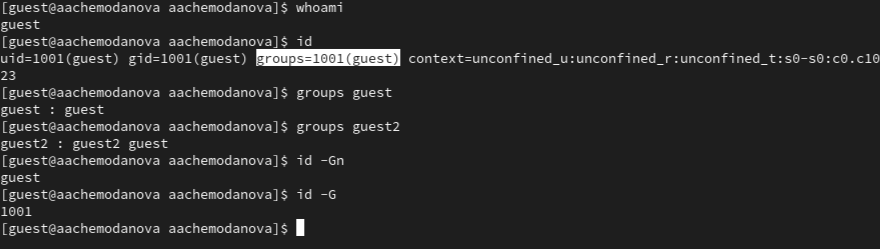 [guest@aachemodanova aachemodanova]$ whoami
guest
[guest@aachemodanova aachemodanova]$ id
uid=1001(guest) gid=1001(guest) groups=1001(guest) context=unconfined_u:unconfined_r:unconfined_t:s0-s0:c0.c10
23
[guest@aachemodanova aachemodanova]$ groups guest
guest : guest
[guest@aachemodanova aachemodanova]$ groups guest2
guest2 : guest2 guest
[guest@aachemodanova aachemodanova]$ id -Gn
guest
[guest@aachemodanova aachemodanova]$ id -G
1001
[guest@aachemodanova aachemodanova]$